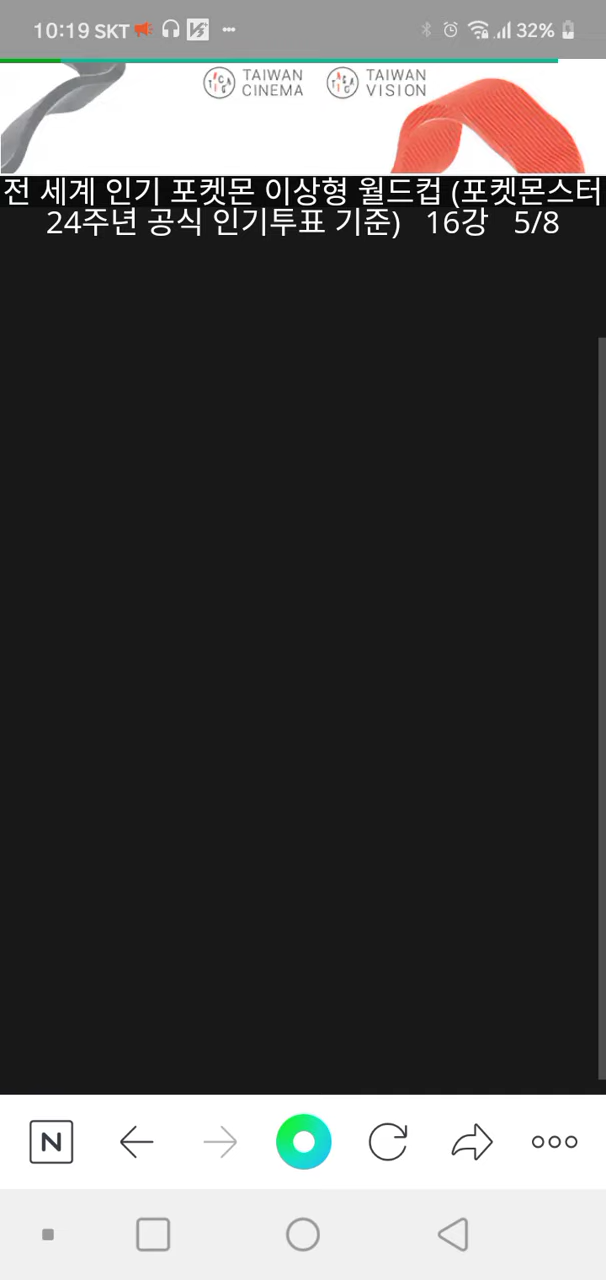 10:19 SKT 32%
TAIWAN CINEMA TAIWAN VISION
전 세계 인기 포켓몬 이상형 월드컵 (포켓몬스터
24주년 공식 인기투표 기준) 16강 5/8
N